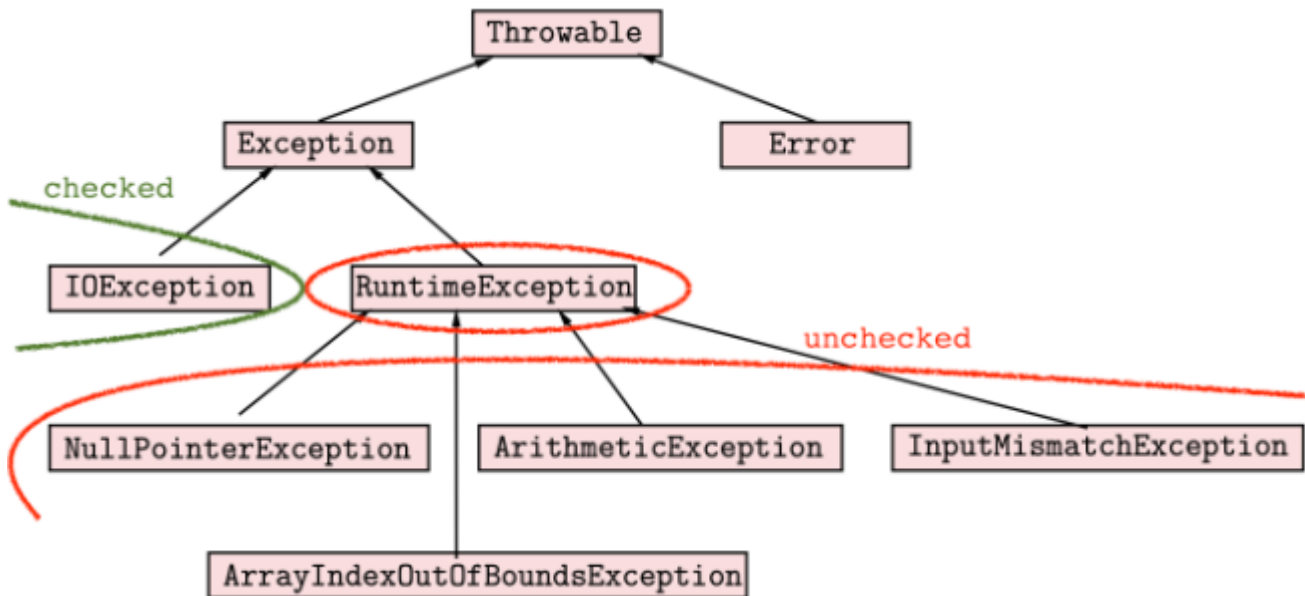 Throwable
Exception
Error
checked
IOException
RuntimeException
unchecked
NullPointerException
ArithmeticException
InputMismatchException
ArrayIndexOutOfBoundsException